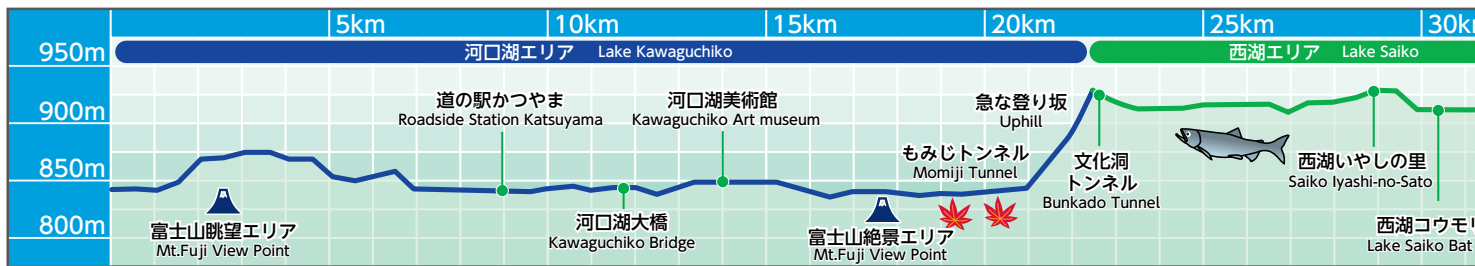 5km
10km
15km
20km
25km
30km
950m
900m
850m
800m
河口湖エリア Lake Kawaguchiko
西湖エリア Lake Saiko
道の駅かつやま
Roadside Station Katsuyama
河口湖美術館
Kawaguchiko Art museum
急な登り坂
Uphill
もみじトンネル
Momiji Tunnel
文化洞
トンネル
Bunkado Tunnel
西湖いやしの里
Saiko Iyashi-no-Sato
富士山眺望エリア
Mt.Fuji View Point
河口湖大橋
Kawaguchiko Bridge
富士山絶景エリア
Mt.Fuji View Point
西湖コウモリ
Lake Saiko Bat